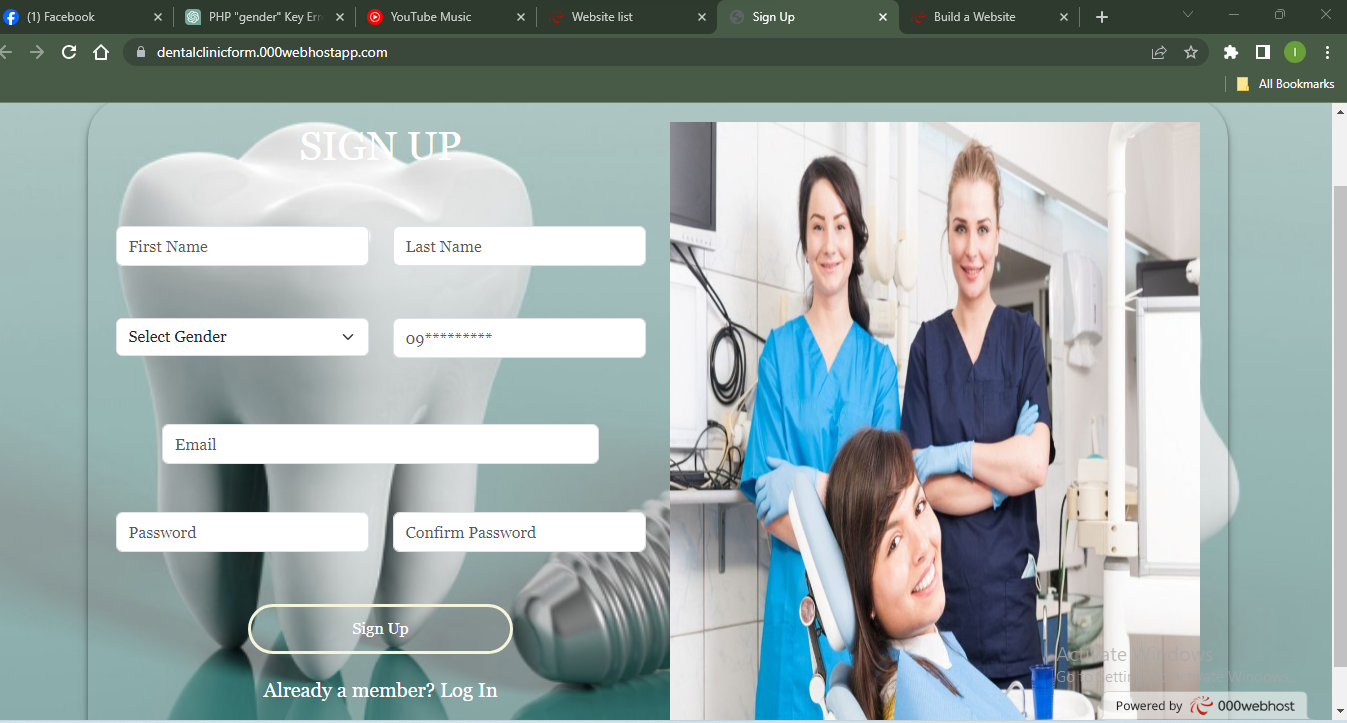 (1) Facebook
PHP "gender" Key Err
YouTube Music
Website list
Sign Up
Build a Website
dentalclinicform.000webhostapp.com
I
All Bookmarks
SIGN UP
First Name
Last Name
Select Gender
09*********
Email
Password
Confirm Password
Sign Up
Already a member? Log In
Activate Windows
Go to Settings to activate Windows.
Powered by 000webhost